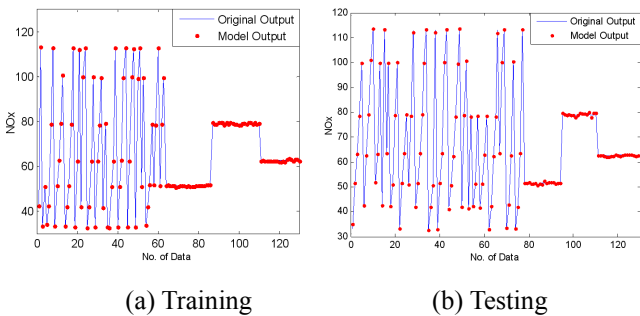 Original Output
Model Output
NOx
120
100
80
60
40
0
20
40
60
80
100
120
No. of Data
(a) Training
Original Output
Model Output
NOx
120
110
100
90
80
70
60
50
40
30
0
20
40
60
80
100
120
No. of Data
(b) Testing